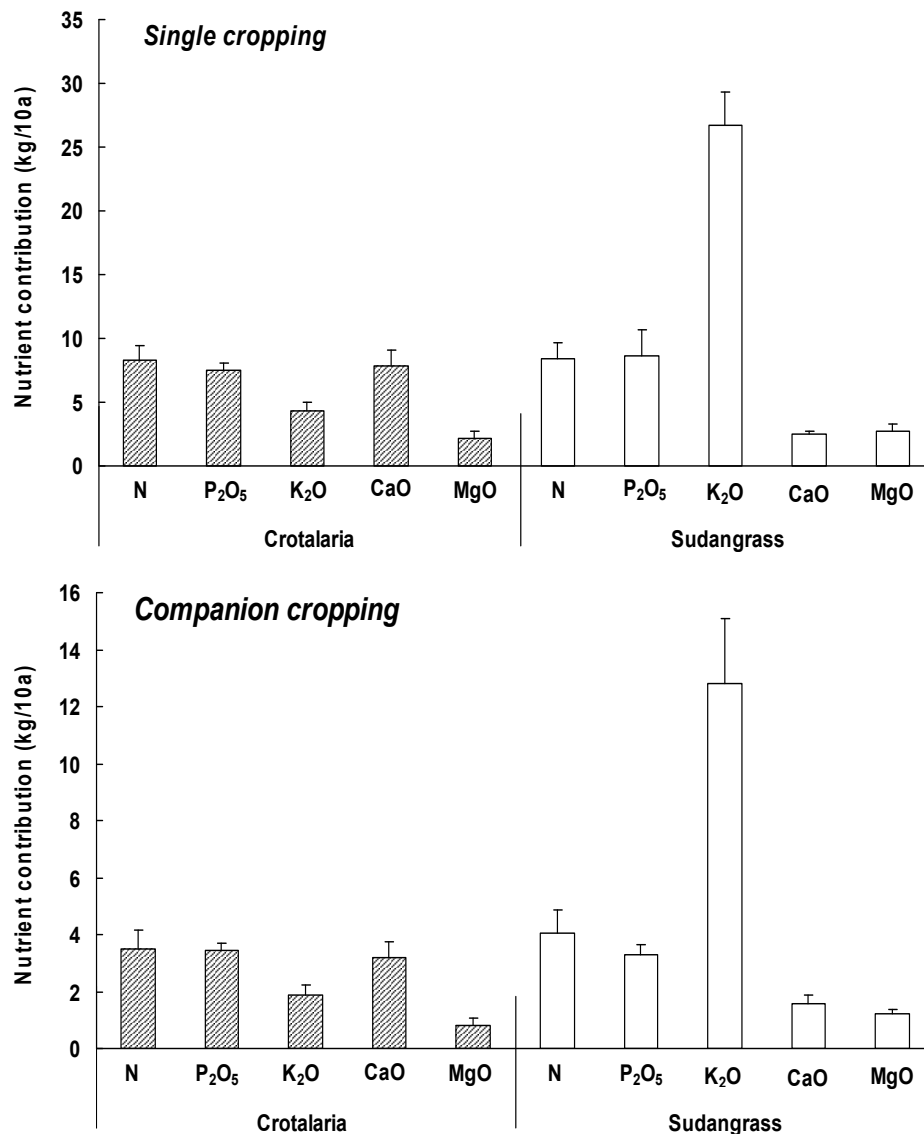 Single cropping
Nutrient contribution (kg/10a)
35
30
25
20
15
10
5
0
N P₂O₅ K₂O CaO MgO N P₂O₅ K₂O CaO MgO
Crotalaria Sudangrass
Companion cropping
Nutrient contribution (kg/10a)
16
14
12
10
8
6
4
2
0
N P₂O₅ K₂O CaO MgO N P₂O₅ K₂O CaO MgO
Crotalaria Sudangrass